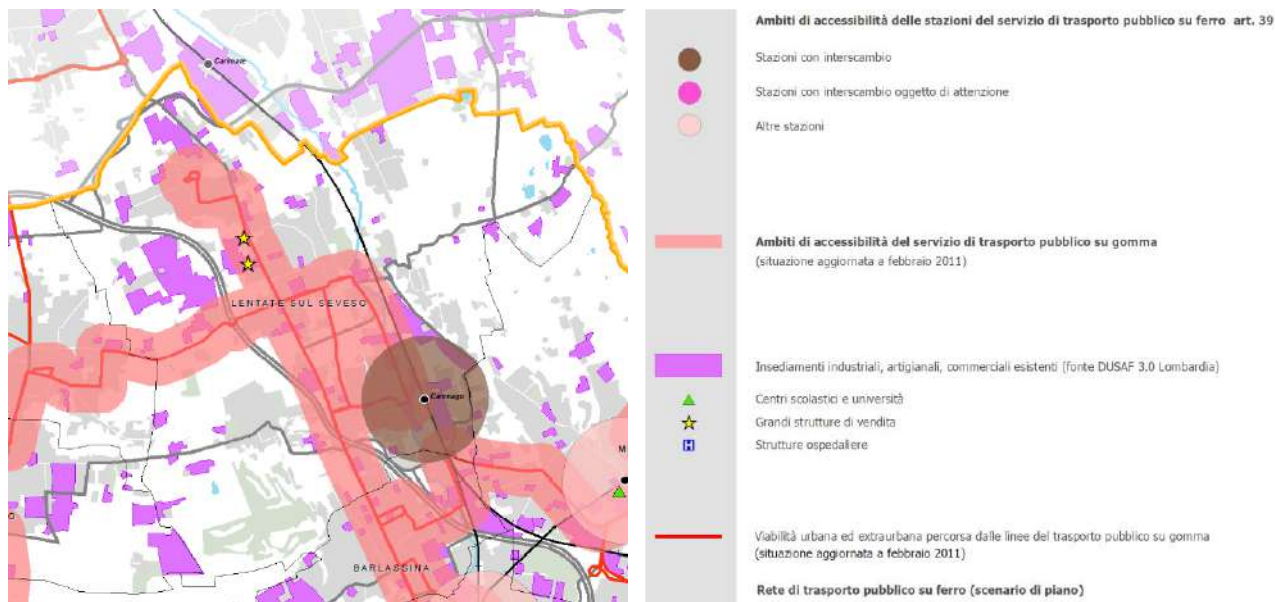 Carimate
LENTATE SUL SEVESO
Camnago
M
BARLASSINA
Ambiti di accessibilità delle stazioni del servizio di trasporto pubblico su ferro art. 39
Stazioni con interscambio
Stazioni con interscambio oggetto di attenzione
Altre stazioni
Ambiti di accessibilità del servizio di trasporto pubblico su gomma
(situazione aggiornata a febbraio 2011)
Insediamenti industriali, artigianali, commerciali esistenti (fonte DUSAF 3.0 Lombardia)
Centri scolastici e università
Grandi strutture di vendita
H Strutture ospedaliere
Viabilità urbana ed extraurbana percorsa dalle linee del trasporto pubblico su gomma
(situazione aggiornata a febbraio 2011)
Rete di trasporto pubblico su ferro (scenario di piano)